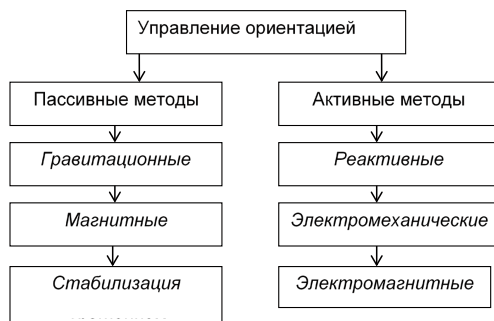 Управление ориентацией
Пассивные методы
Гравитационные
Магнитные
Стабилизация
Активные методы
Реактивные
Электромеханические
Электромагнитные